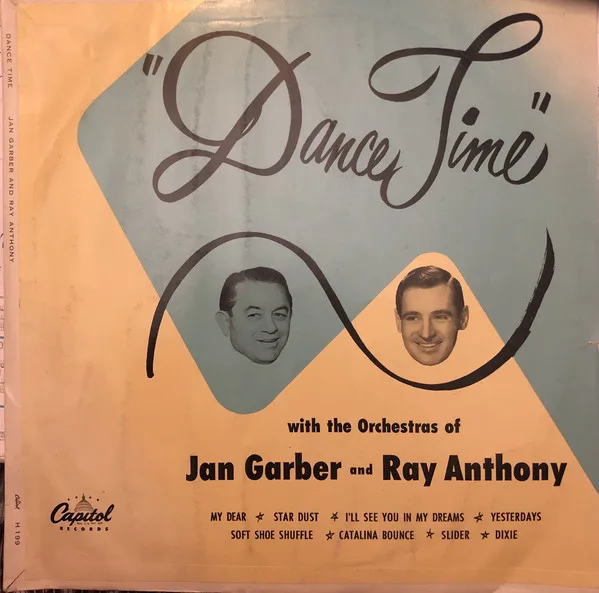 "Dance Time"
with the Orchestras of
Jan Garber and Ray Anthony
MY DEAR ☆ STAR DUST ☆ I'LL SEE YOU IN MY DREAMS ☆ YESTERDAYS
SOFT SHOE SHUFFLE ☆ CATALINA BOUNCE ☆ SLIDER ☆ DIXIE
Capitol
RECORDS
DANCE TIME JAN GARBER AND RAY ANTHONY
Capitol H 199